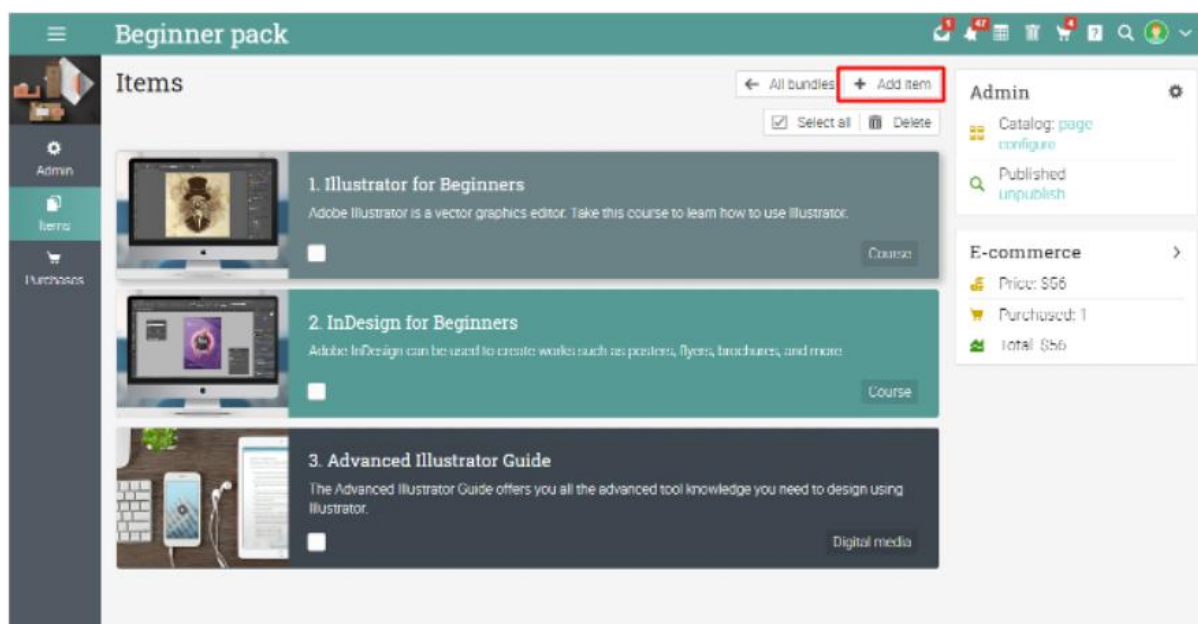 Beginner pack
1
47
4
Items
All bundles
Add item
Select all
Delete
Admin
Items
Purchases
1. Illustrator for Beginners
Adobe Illustrator is a vector graphics editor. Take this course to learn how to use Illustrator.
Course
2. InDesign for Beginners
Adobe InDesign can be used to create works such as posters, flyers, brochures, and more
Course
3. Advanced Illustrator Guide
The Advanced Illustrator Guide offers you all the advanced tool knowledge you need to design using
Illustrator.
Digital media
Admin
Catalog: page
configure
Published
unpublish
E-commerce
Price: $56
Purchased: 1
Total $56